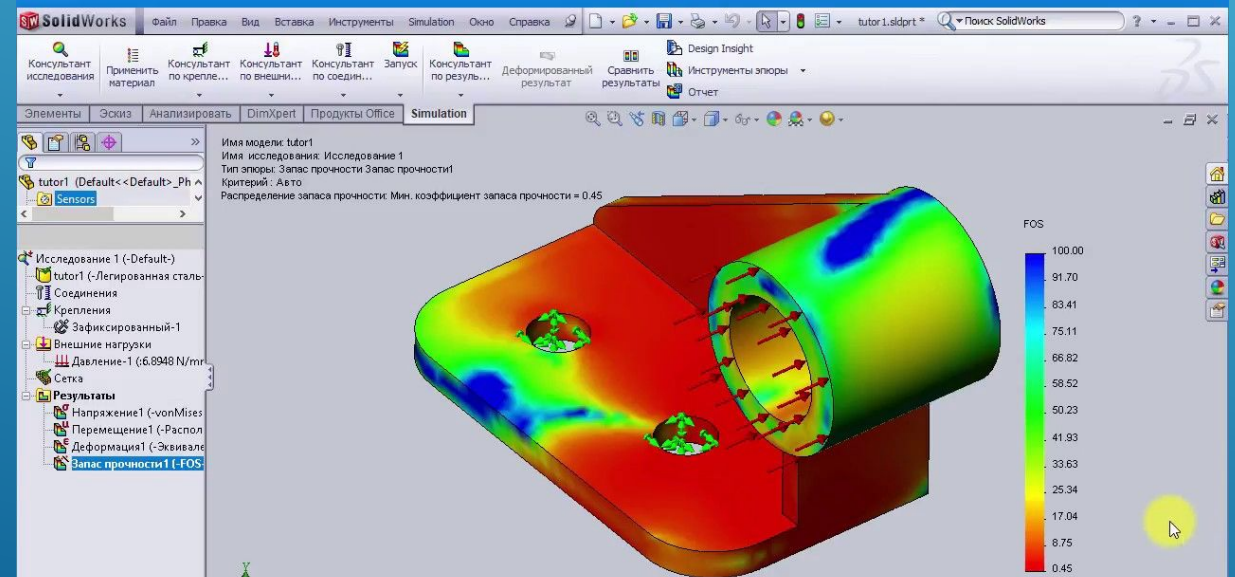 SolidWorks Файл Правка Вид Вставка Инструменты Simulation Окно Справка tutor1.sldprt * Поиск SolidWorks ?
Консультант исследования
Применить материал
Консультант по крепле...
Консультант по внешни...
Консультант по соедин...
Запуск
Консультант по резуль...
Деформированный результат
Сравнить результаты
Design Insight
Инструменты эпюры
Отчет
Элементы Эскиз Анализировать DimXpert Продукты Office Simulation
tutor1 (Default<<Default>_Ph
Sensors
Исследование 1 (-Default-)
tutor1 (-Легированная сталь-
Соединения
Крепления
Зафиксированный-1
Внешние нагрузки
Давление-1 (:6.8948 N/mr
Сетка
Результаты
Напряжение1 (-vonMises
Перемещение1 (-Распол
Деформация1 (-Эквивале
Запас прочности1 (-FOS-
Имя модели: tutor1
Имя исследования: Исследование 1
Тип эпюры: Запас прочности Запас прочности1
Критерий : Авто
Распределение запаса прочности: Мин. коэффициент запаса прочности = 0.45
FOS
100.00
91.70
83.41
75.11
66.82
58.52
50.23
41.93
33.63
25.34
17.04
8.75
0.45
Y